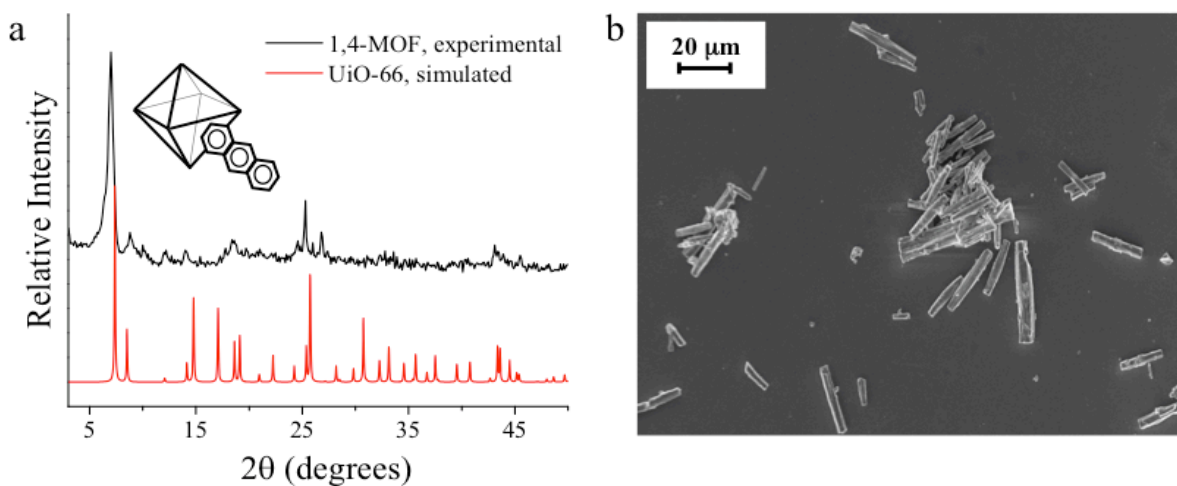 a
1,4-MOF, experimental
UiO-66, simulated
Relative Intensity
5 15 25 35 45
2θ (degrees)
b
20 µm